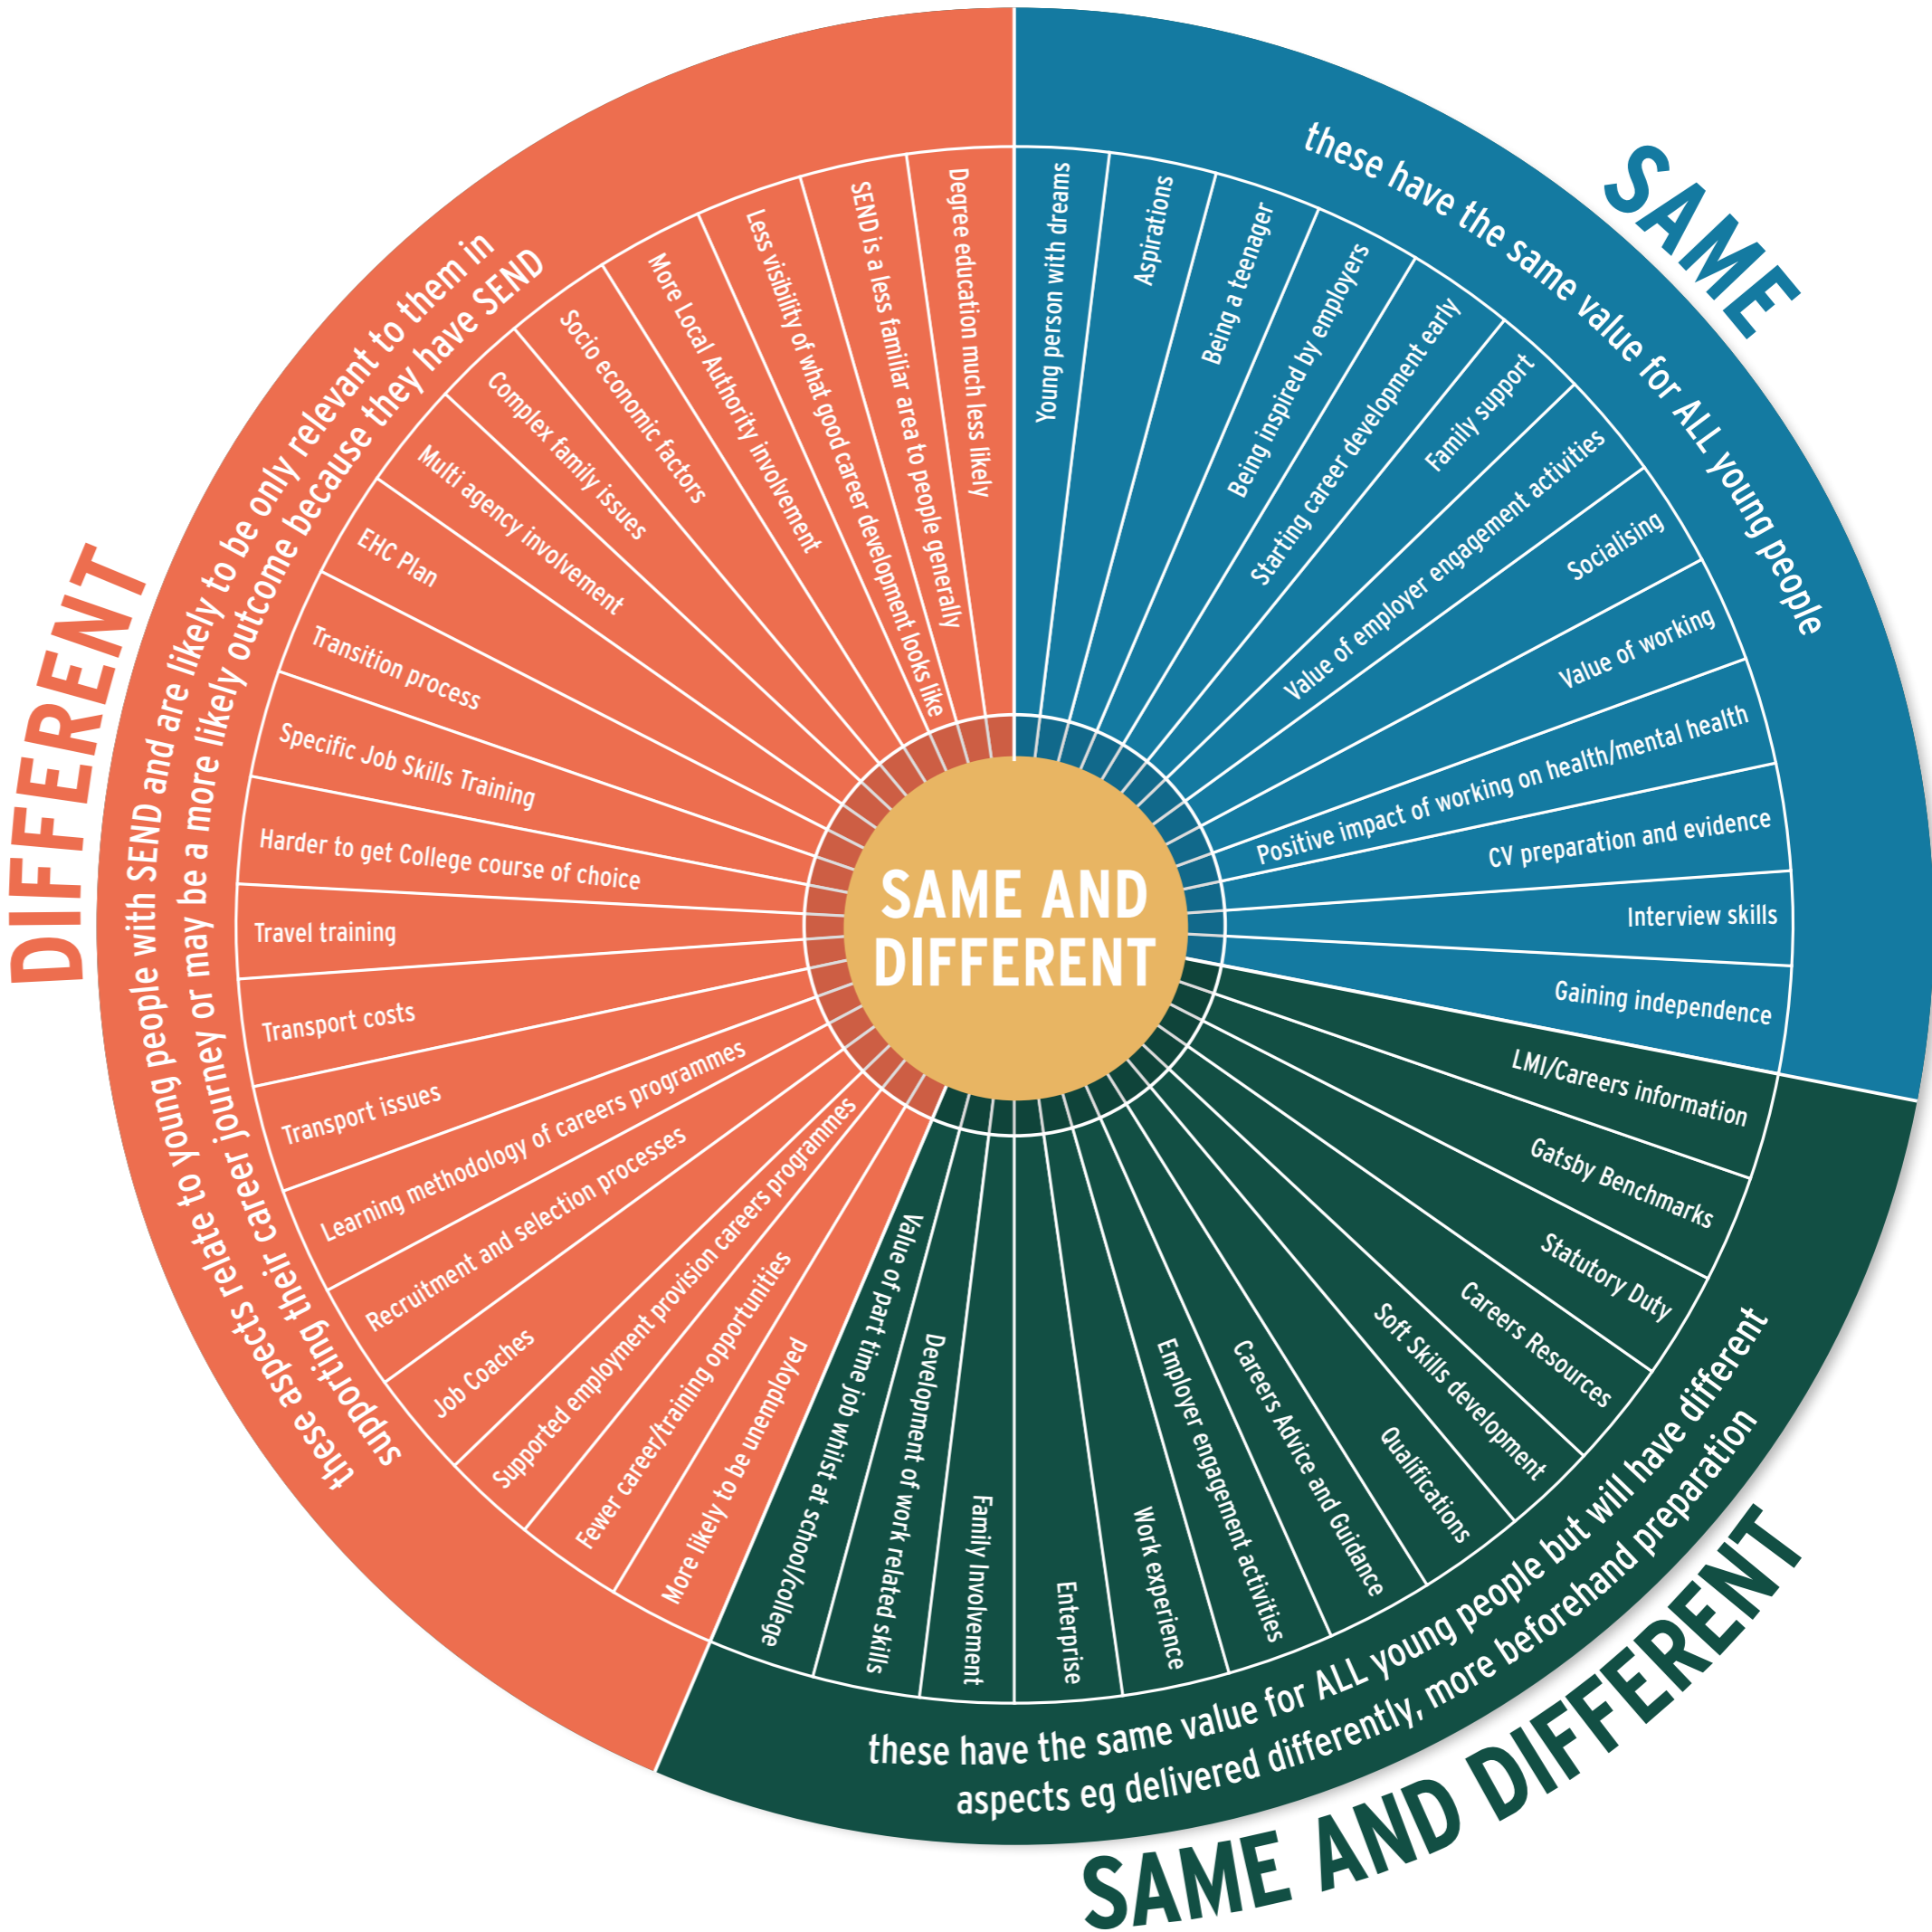 SAME AND
DIFFERENT
SAME
these have the same value for ALL young people
Young person with dreams
Aspirations
Being a teenager
Being inspired by employers
Starting career development early
Family support
Value of employer engagement activities
Socialising
Value of working
Positive impact of working on health/mental health
CV preparation and evidence
Interview skills
Gaining independence
SAME AND DIFFERENT
these have the same value for ALL young people but will have different
aspects eg delivered differently, more beforehand preparation
LMI/Careers information
Gatsby Benchmarks
Statutory Duty
Careers Resources
Soft Skills development
Qualifications
Careers Advice and Guidance
Employer engagement activities
Work experience
Enterprise
Family Involvement
Development of work related skills
Value of part time job whilst at school/college
DIFFERENT
these aspects relate to young people with SEND and are likely to be only relevant to them in
supporting their career journey or may be a more likely outcome because they have SEND
More likely to be unemployed
Fewer career/training opportunities
Supported employment provision careers programmes
Job Coaches
Recruitment and selection processes
Learning methodology of careers programmes
Transport issues
Transport costs
Travel training
Harder to get College course of choice
Specific Job Skills Training
Transition process
EHC Plan
Multi agency involvement
Complex family issues
Socio economic factors
More Local Authority involvement
Less visibility of what good career development looks like
SEND is a less familiar area to people generally
Degree education much less likely